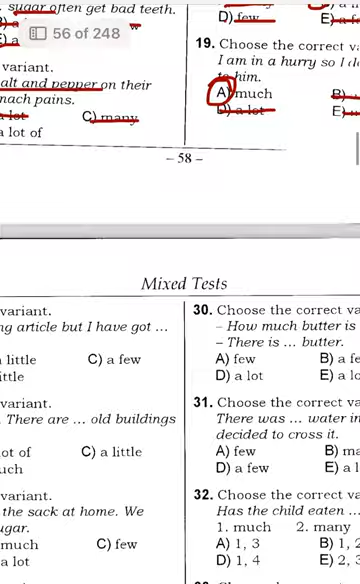 sugar often get bad teeth.
56 of 248
variant.
alt and pepper on their
nach pains.
a lot
C) many
a lot of
D) few
E)
19. Choose the correct v
I am in a hurry so I d
to him.
A) much
B)
D) a lot
E)
– 58 –
Mixed Tests
variant.
ng article but I have got ...
little
C) a few
ittle
variant.
There are ... old buildings
ot of
C) a little
uch
variant.
the sack at home. We
ugar.
much
C) few
a lot
30. Choose the correct va
– How much butter is
– There is ... butter.
A) few
B) a fe
D) a lot
E) a lo
31. Choose the correct va
There was ... water in
decided to cross it.
A) few
B) ma
D) a few
E) a l
32. Choose the correct va
Has the child eaten ...
1. much 2. many
A) 1, 3
B) 1, 2
D) 1, 4
E) 2, 3